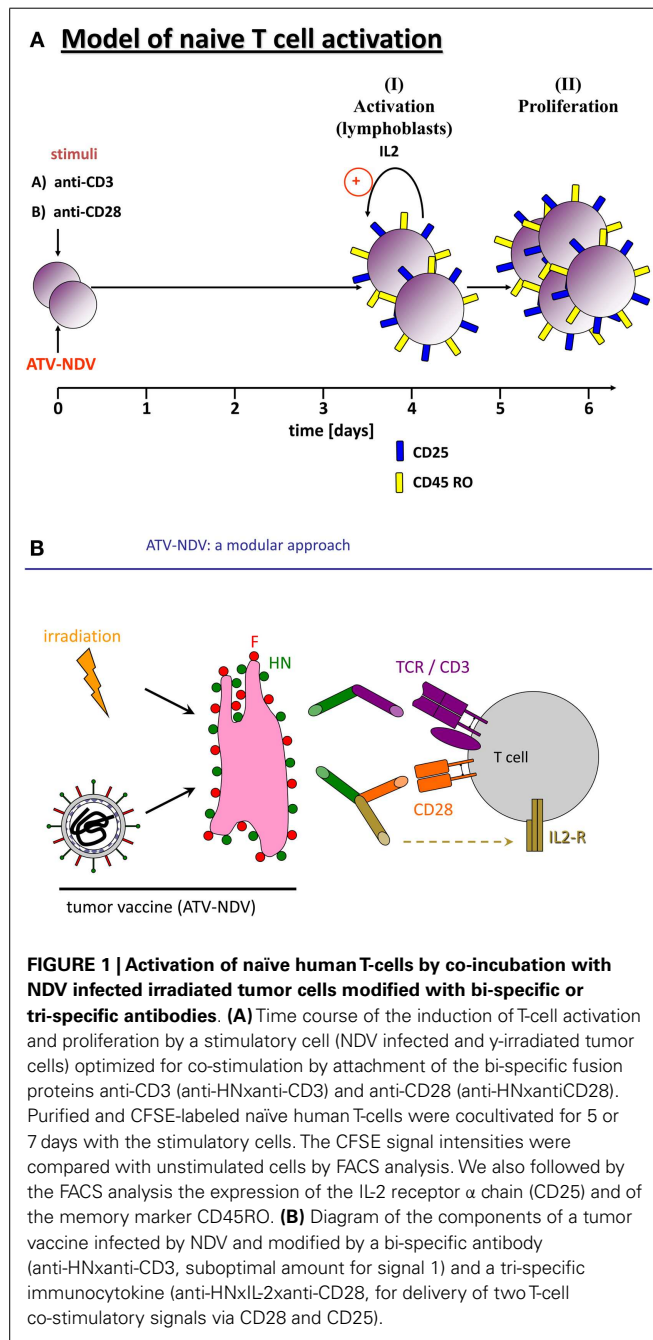 A Model of naive T cell activation
(I)
Activation
(lymphoblasts)
IL2
+
(II)
Proliferation
stimuli
A) anti-CD3
B) anti-CD28
ATV-NDV
0 1 2 3 4 5 6
time [days]
CD25
CD45 RO
B ATV-NDV: a modular approach
irradiation
F
HN
TCR / CD3
T cell
CD28
IL2-R
tumor vaccine (ATV-NDV)
FIGURE 1 | Activation of naïve human T-cells by co-incubation with
NDV infected irradiated tumor cells modified with bi-specific or
tri-specific antibodies. (A) Time course of the induction of T-cell activation
and proliferation by a stimulatory cell (NDV infected and y-irradiated tumor
cells) optimized for co-stimulation by attachment of the bi-specific fusion
proteins anti-CD3 (anti-HNxanti-CD3) and anti-CD28 (anti-HNxantiCD28).
Purified and CFSE-labeled naïve human T-cells were cocultivated for 5 or
7 days with the stimulatory cells. The CFSE signal intensities were
compared with unstimulated cells by FACS analysis. We also followed by
the FACS analysis the expression of the IL-2 receptor α chain (CD25) and of
the memory marker CD45RO. (B) Diagram of the components of a tumor
vaccine infected by NDV and modified by a bi-specific antibody
(anti-HNxanti-CD3, suboptimal amount for signal 1) and a tri-specific
immunocytokine (anti-HNxIL-2xanti-CD28, for delivery of two T-cell
co-stimulatory signals via CD28 and CD25).